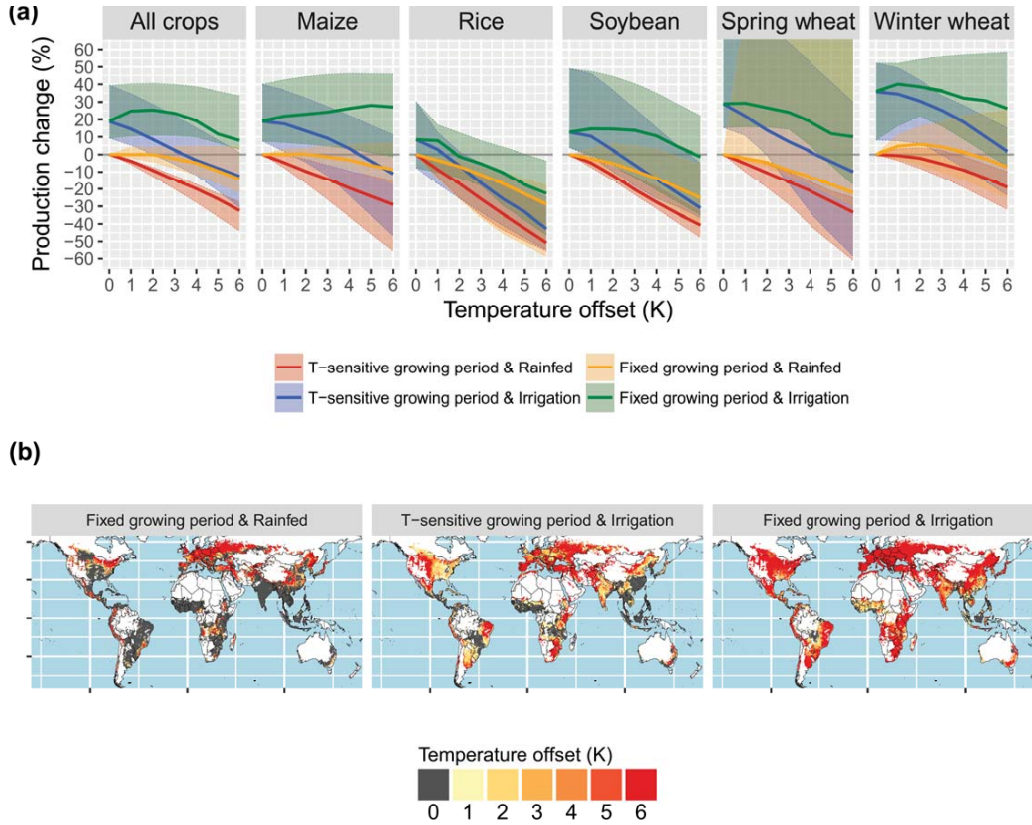 (a)
All crops Maize Rice Soybean Spring wheat Winter wheat
Production change (%)
60
50
40
30
20
10
0
−10
−20
−30
−40
−50
−60
0 1 2 3 4 5 6 0 1 2 3 4 5 6 0 1 2 3 4 5 6 0 1 2 3 4 5 6 0 1 2 3 4 5 6 0 1 2 3 4 5 6
Temperature offset (K)
T−sensitive growing period & Rainfed Fixed growing period & Rainfed
T−sensitive growing period & Irrigation Fixed growing period & Irrigation
(b)
Fixed growing period & Rainfed T−sensitive growing period & Irrigation Fixed growing period & Irrigation
Temperature offset (K)
0 1 2 3 4 5 6